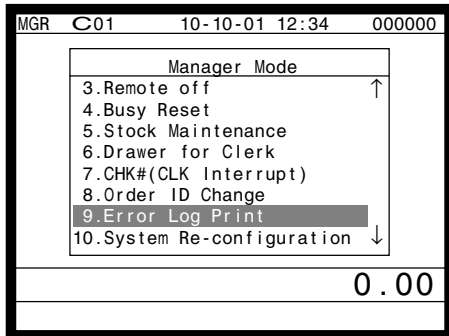 MGR C01 10-10-01 12:34 000000
Manager Mode
3.Remote off ↑
4.Busy Reset
5.Stock Maintenance
6.Drawer for Clerk
7.CHK#(CLK Interrupt)
8.Order ID Change
9.Error Log Print
10.System Re-configuration ↓
0.00